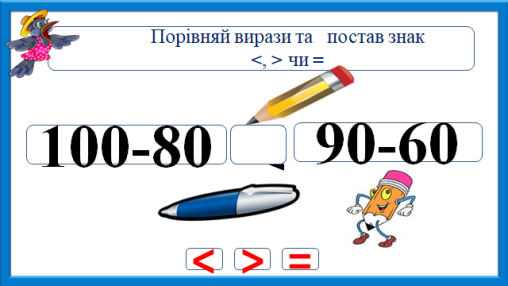 Порівняй вирази та постав знак
<, > чи =
100-80 90-60
< > =